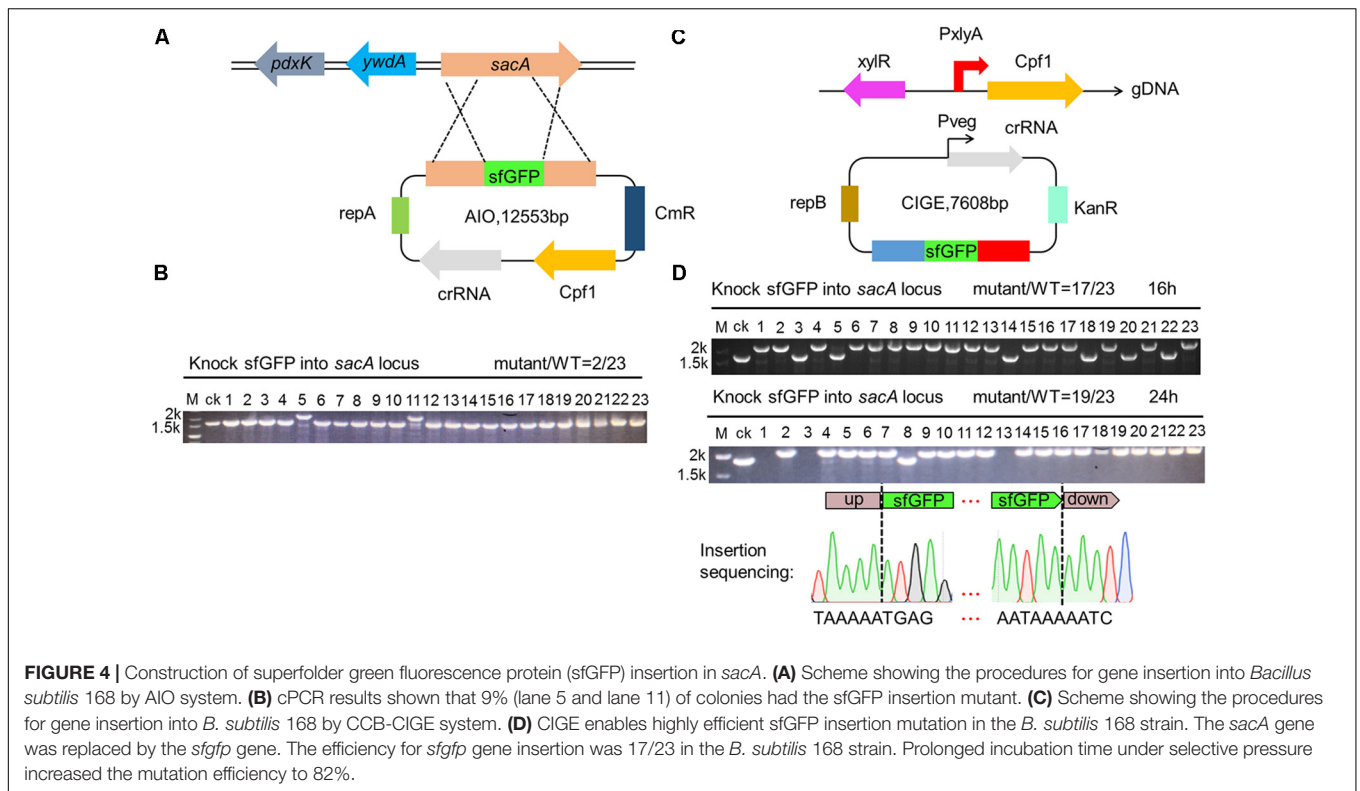 A
pdxK
ywdA
sacA
sfGFP
repA
AIO,12553bp
CmR
crRNA
Cpf1
B
Knock sfGFP into sacA locus mutant/WT=2/23
M ck 1 2 3 4 5 6 7 8 9 10 11 12 13 14 15 16 17 18 19 20 21 22 23
2k
1.5k
C
PxlyA
xylR
Cpf1
gDNA
Pveg
crRNA
repB
CIGE,7608bp
KanR
sfGFP
D
Knock sfGFP into sacA locus mutant/WT=17/23 16h
M ck 1 2 3 4 5 6 7 8 9 10 11 12 13 14 15 16 17 18 19 20 21 22 23
2k
1.5k
Knock sfGFP into sacA locus mutant/WT=19/23 24h
M ck 1 2 3 4 5 6 7 8 9 10 11 12 13 14 15 16 17 18 19 20 21 22 23
2k
1.5k
up sfGFP ... sfGFP down
Insertion
sequencing:
...
TAAAAATGAG ... AATAAAAATC
FIGURE 4 | Construction of superfolder green fluorescence protein (sfGFP) insertion in sacA. (A) Scheme showing the procedures for gene insertion into Bacillus
subtilis 168 by AIO system. (B) cPCR results shown that 9% (lane 5 and lane 11) of colonies had the sfGFP insertion mutant. (C) Scheme showing the procedures
for gene insertion into B. subtilis 168 by CCB-CIGE system. (D) CIGE enables highly efficient sfGFP insertion mutation in the B. subtilis 168 strain. The sacA gene
was replaced by the sfgfp gene. The efficiency for sfgfp gene insertion was 17/23 in the B. subtilis 168 strain. Prolonged incubation time under selective pressure
increased the mutation efficiency to 82%.